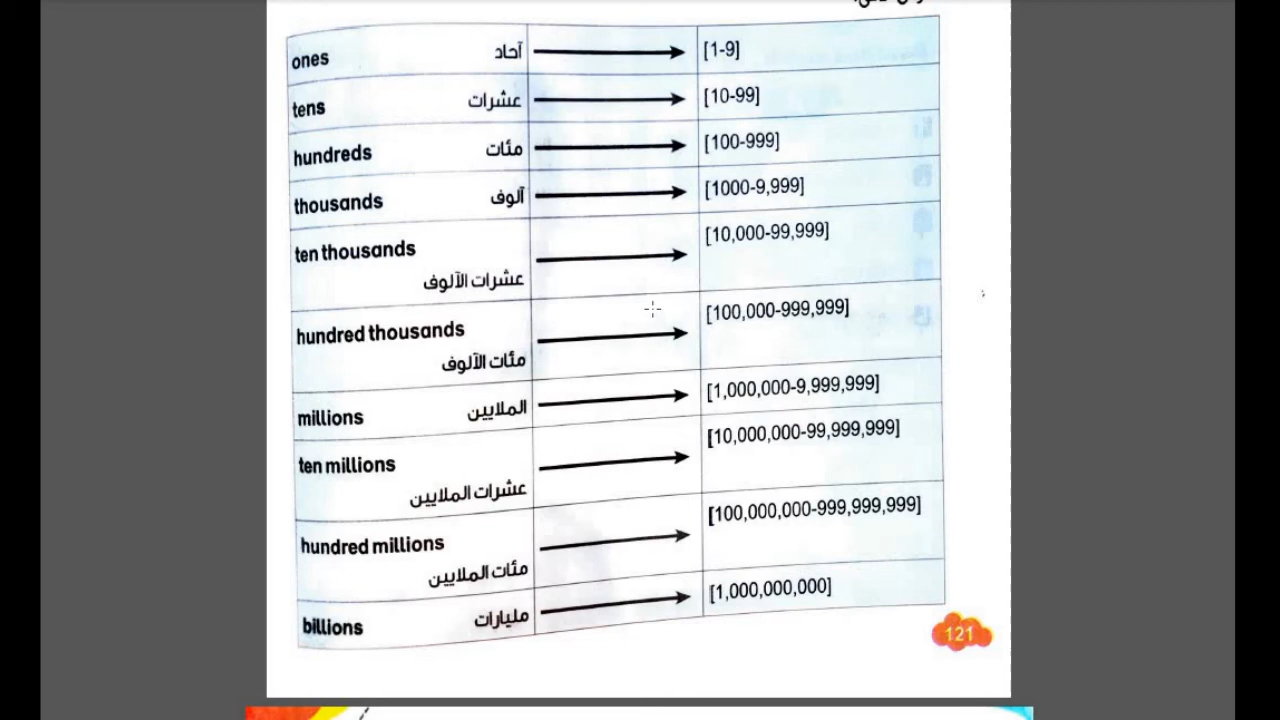 ones آحاد [1-9]
tens عشرات [10-99]
hundreds مئات [100-999]
thousands آلوف [1000-9,999]
ten thousands [10,000-99,999]
عشرات الآلوف
hundred thousands [100,000-999,999]
مئات الآلوف
millions الملايين [1,000,000-9,999,999]
ten millions [10,000,000-99,999,999]
عشرات الملايين
hundred millions [100,000,000-999,999,999]
مئات الملايين
billions مليارات [1,000,000,000]
121